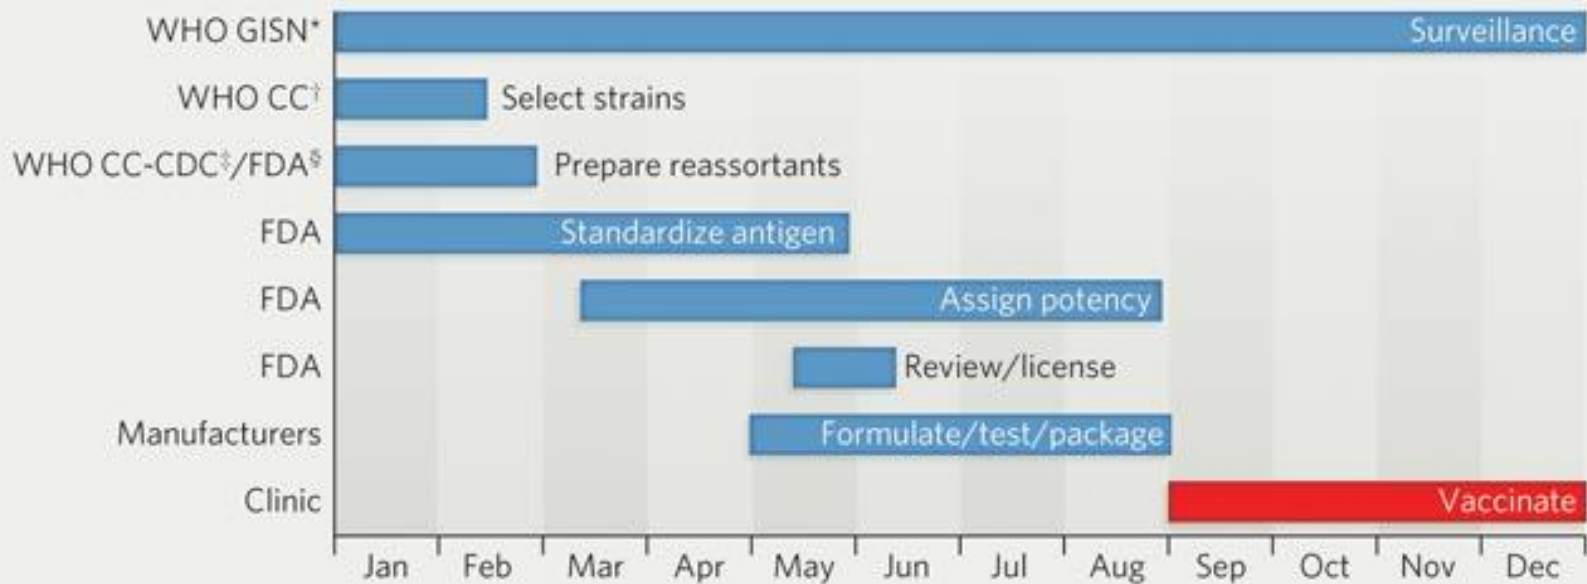 WHO GISN* Surveillance
WHO CC† Select strains
WHO CC-CDC‡/FDA§ Prepare reassortants
FDA Standardize antigen
FDA Assign potency
FDA Review/license
Manufacturers Formulate/test/package
Clinic Vaccinate
Jan Feb Mar Apr May Jun Jul Aug Sep Oct Nov Dec